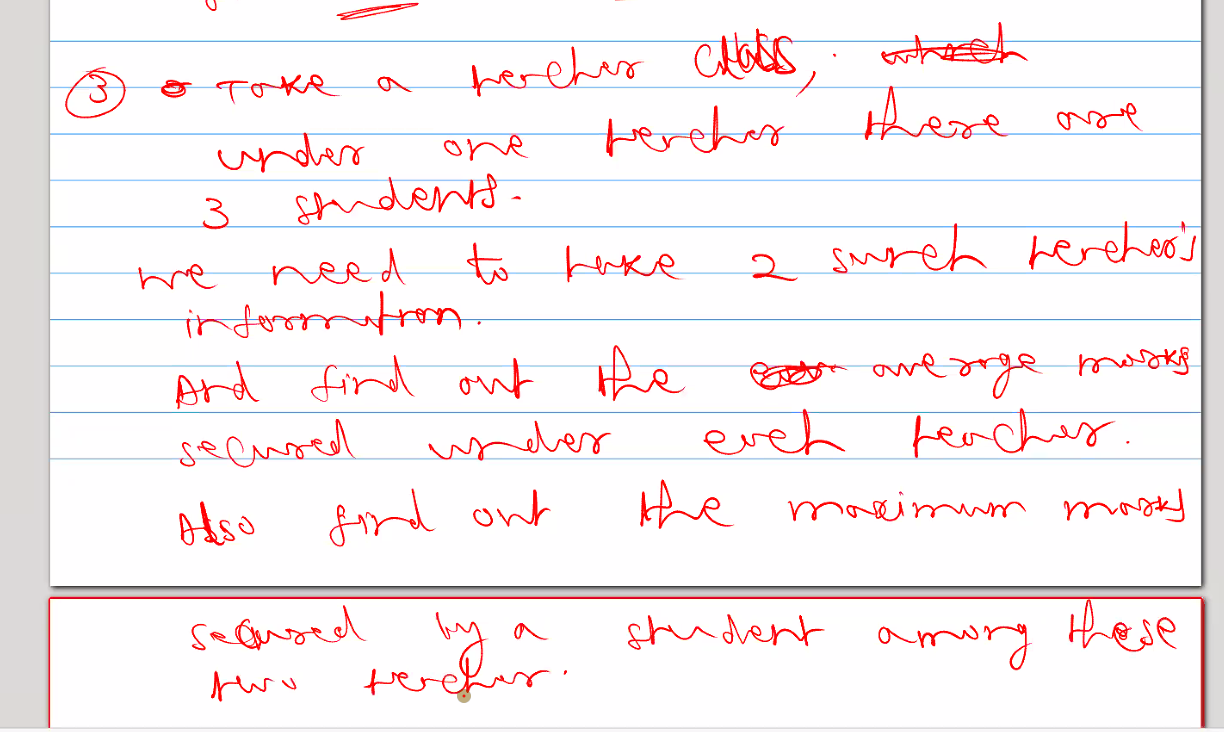 ③ Take a teacher class,
under one teacher there are
3 students.
we need to take 2 such teacher's
information.
And find out the average marks
secured under each teacher.
Also find out the maximum marks
secured by a student among these
two teacher.